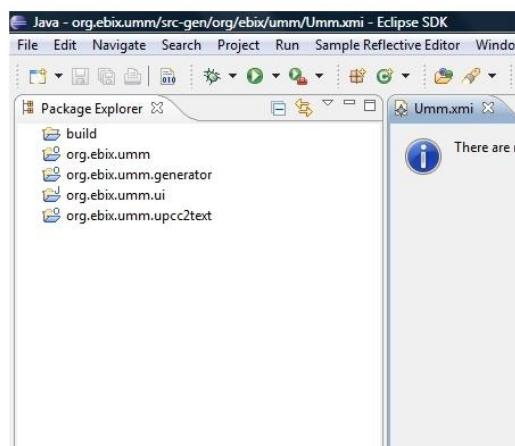 Java - org.ebix.umm/src-gen/org/ebix/umm/Umm.xmi - Eclipse SDK
File Edit Navigate Search Project Run Sample Reflective Editor Windo
010
Package Explorer
Umm.xmi
build
There are
org.ebix.umm
org.ebix.umm.generator
org.ebix.umm.ui
org.ebix.umm.upcc2text